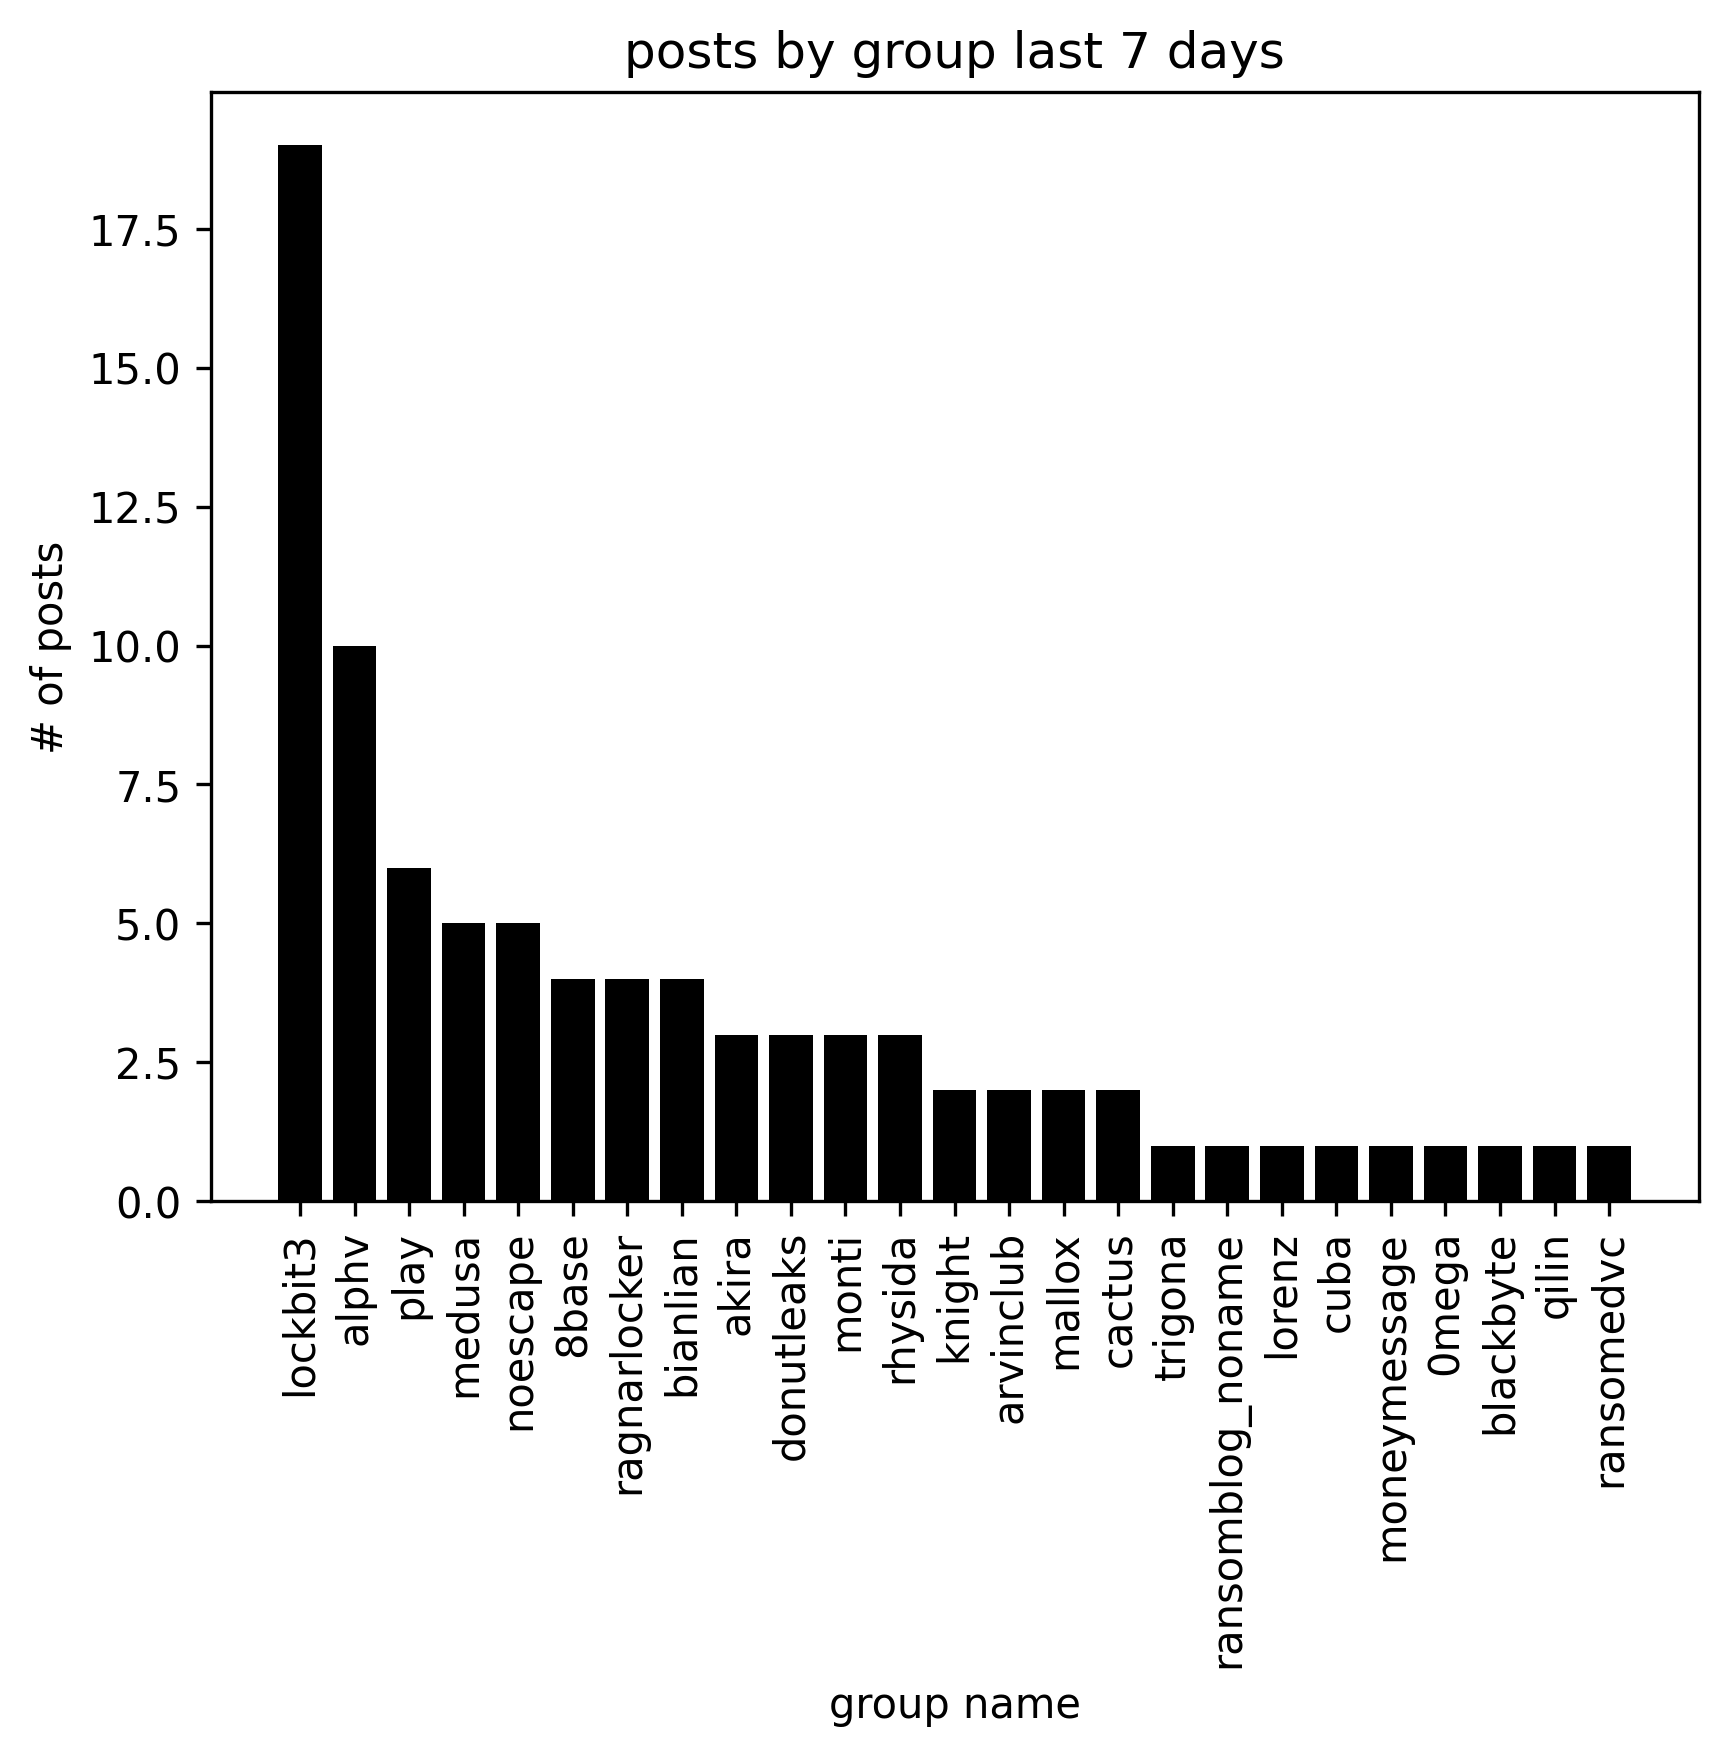 posts by group last 7 days
17.5
15.0
12.5
10.0
7.5
5.0
2.5
0.0
# of posts
lockbit3
alphv
play
medusa
noescape
8base
ragnarlocker
bianlian
akira
donutleaks
monti
rhysida
knight
arvinclub
mallox
cactus
trigona
ransomblog_noname
lorenz
cuba
moneymessage
0mega
blackbyte
qilin
ransomedvc
group name